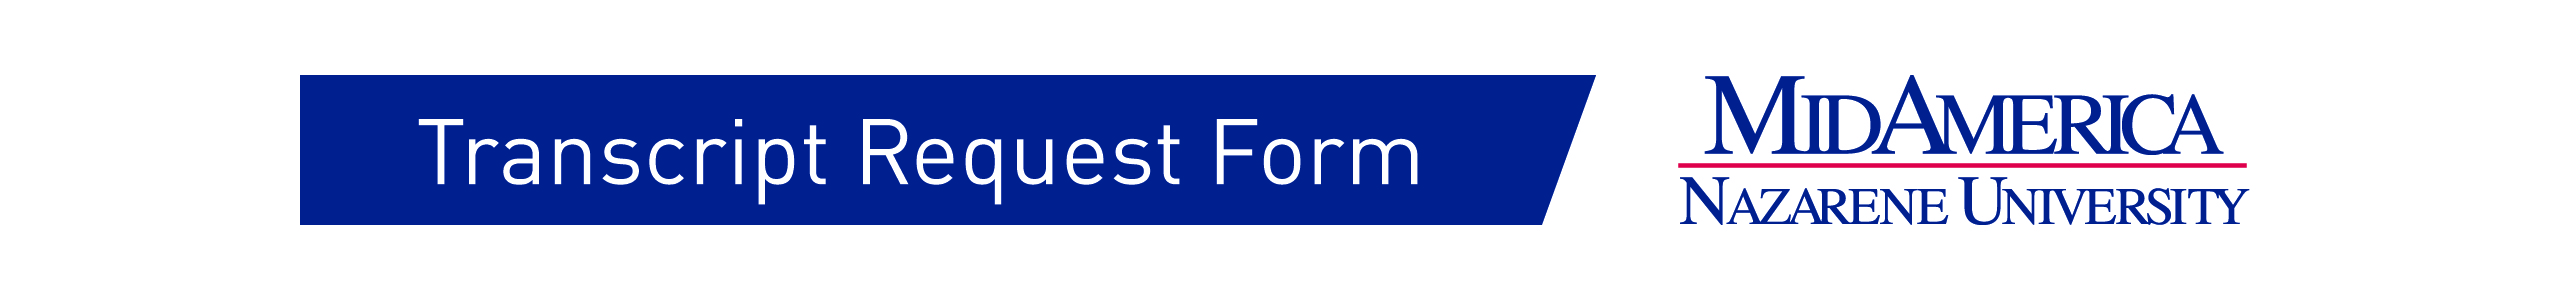 Transcript Request Form
MIDAMERICA
NAZARENE UNIVERSITY